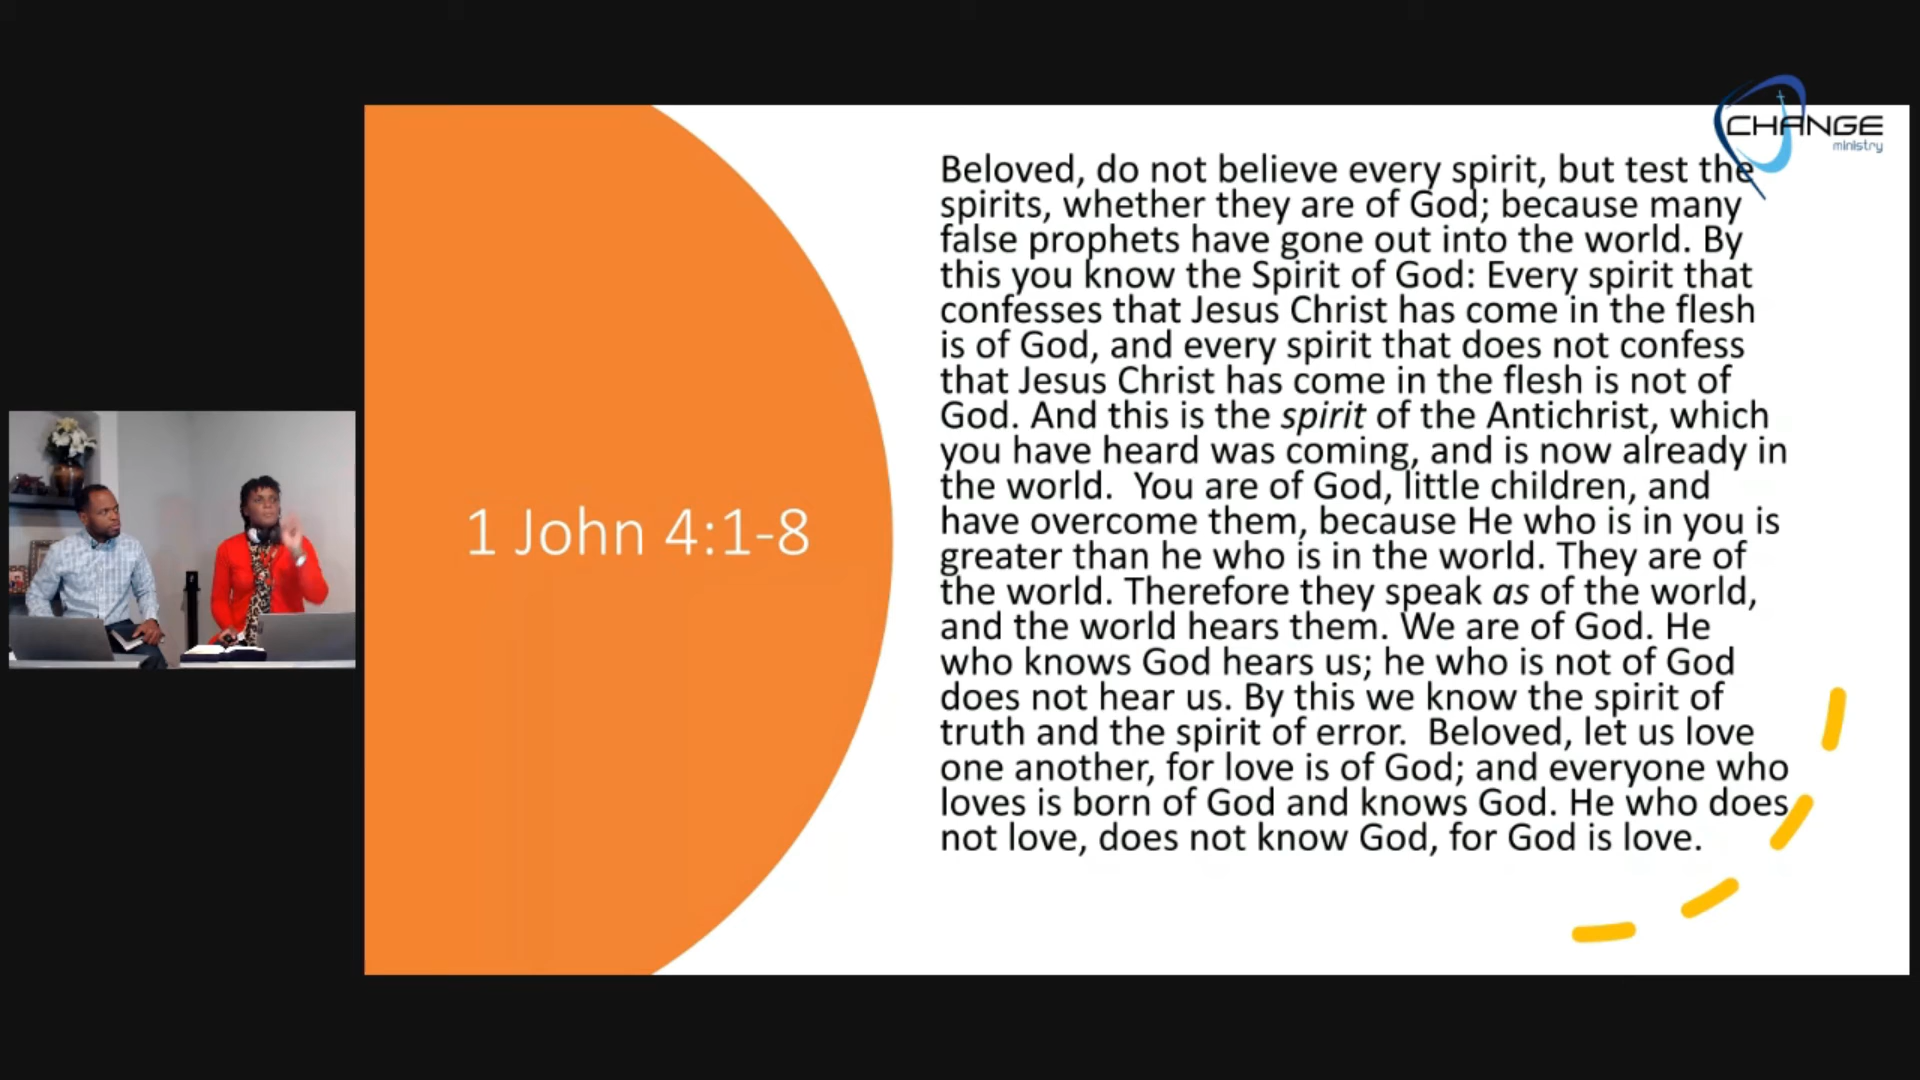 CHANGE
ministry
1 John 4:1-8
Beloved, do not believe every spirit, but test the
spirits, whether they are of God; because many
false prophets have gone out into the world. By
this you know the Spirit of God: Every spirit that
confesses that Jesus Christ has come in the flesh
is of God, and every spirit that does not confess
that Jesus Christ has come in the flesh is not of
God. And this is the spirit of the Antichrist, which
you have heard was coming, and is now already in
the world.  You are of God, little children, and
have overcome them, because He who is in you is
greater than he who is in the world. They are of
the world. Therefore they speak as of the world,
and the world hears them. We are of God. He
who knows God hears us; he who is not of God
does not hear us. By this we know the spirit of
truth and the spirit of error.  Beloved, let us love
one another, for love is of God; and everyone who
loves is born of God and knows God. He who does
not love, does not know God, for God is love.